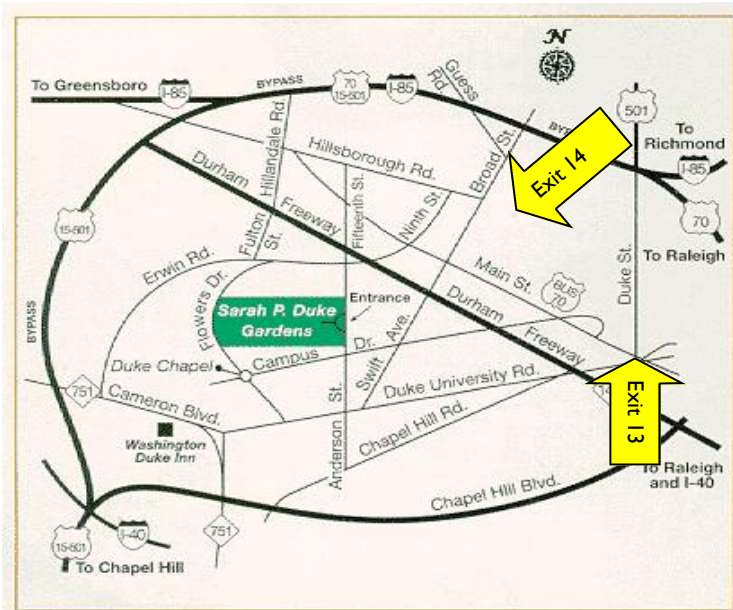 N
To Greensboro
I-85
BYPASS
70
15-501
I-85
Guess
Rd.
501
To
Richmond
I-85
70
To Raleigh
Exit 14
Broad St.
Hillandale Rd.
Hillsborough Rd.
Durham
Freeway
Fulton
St.
Fifteenth St.
Ninth St.
15-501
BYPASS
Erwin Rd.
Flowers Dr.
Main St.
BUS
70
Duke St.
Sarah P. Duke
Gardens
Entrance
Durham
Freeway
Duke Chapel
Campus
Dr.
Swift
Ave.
751
Cameron Blvd.
Duke University Rd.
Washington
Duke Inn
Anderson
St.
Chapel Hill Rd.
Exit 13
To Raleigh
and I-40
Chapel Hill Blvd.
751
I-40
15-501
To Chapel Hill